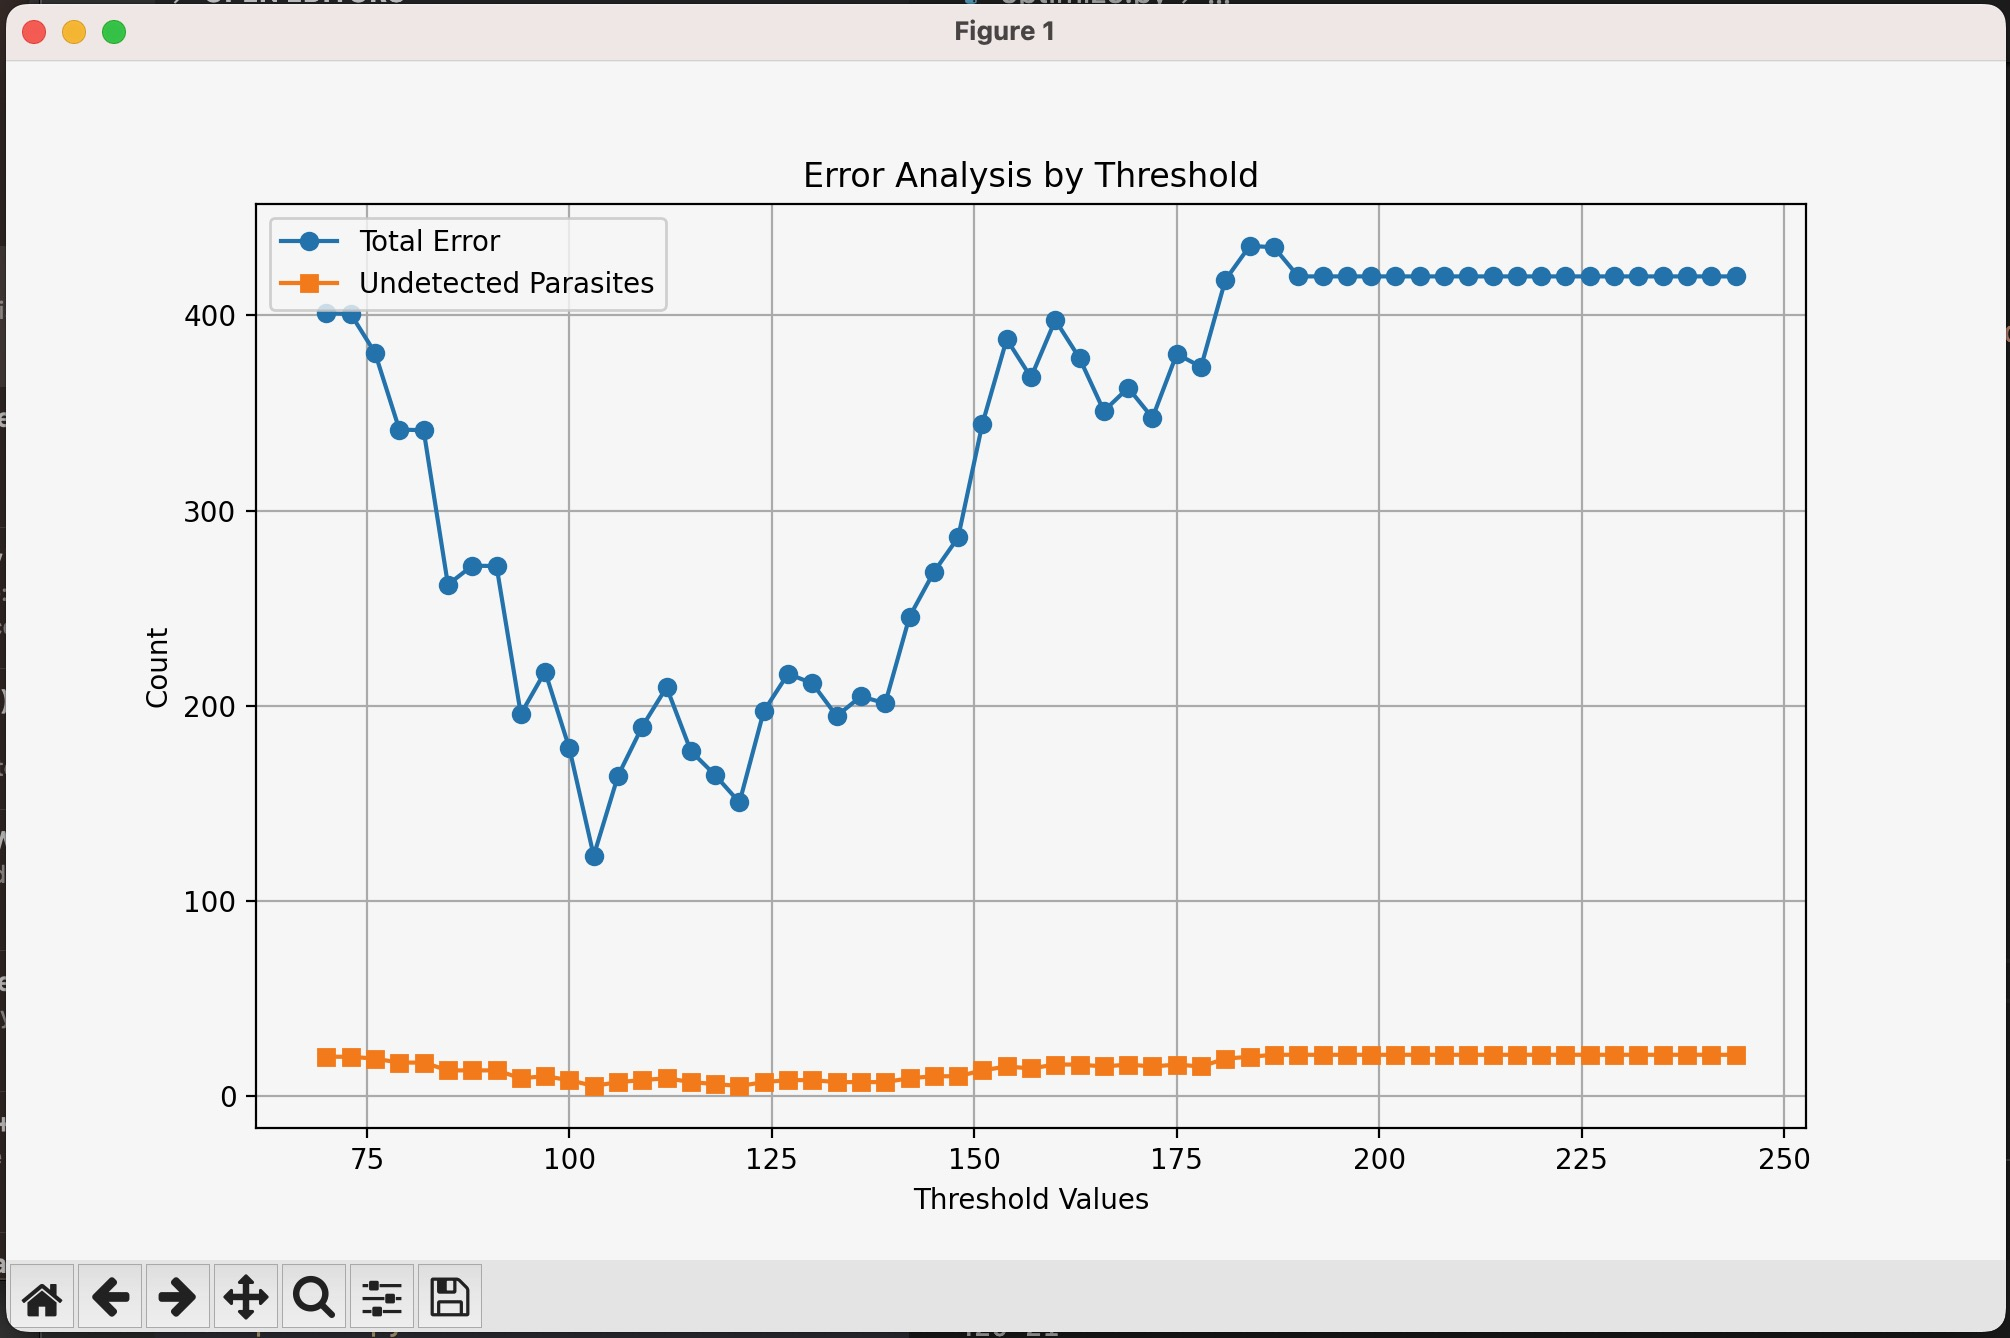 Figure 1
Error Analysis by Threshold
Total Error
Undetected Parasites
400
300
200
100
0
Count
75 100 125 150 175 200 225 250
Threshold Values